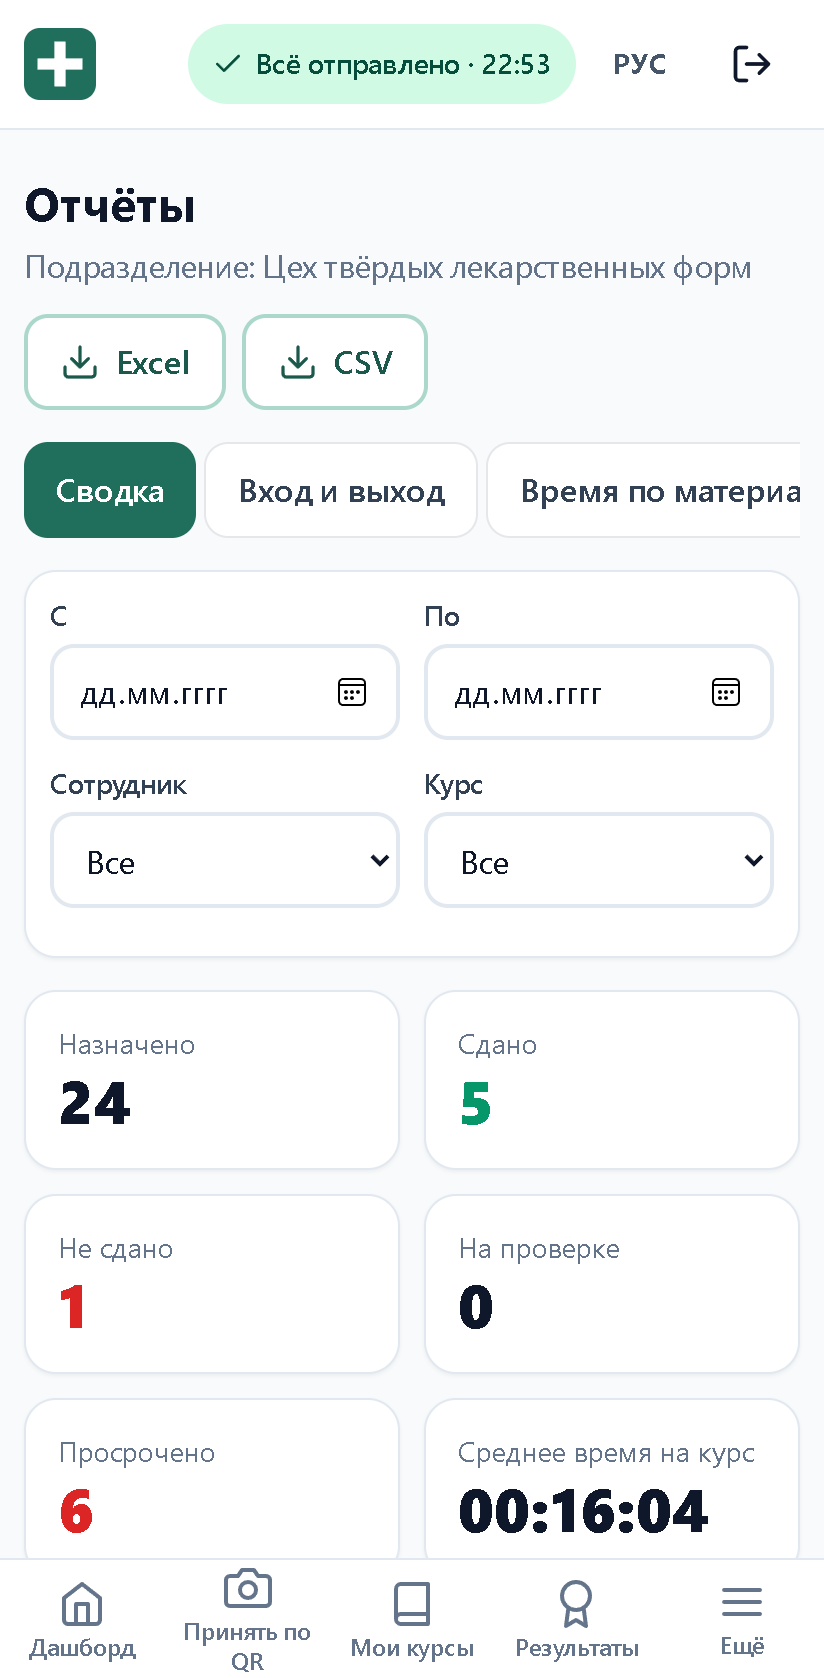 Всё отправлено · 22:53
РУС
Отчёты
Подразделение: Цех твёрдых лекарственных форм
Excel
CSV
Сводка
Вход и выход
Время по материа
С
По
дд.мм.гггг
дд.мм.гггг
Сотрудник
Курс
Все
Все
Назначено
Сдано
24
5
Не сдано
На проверке
1
0
Просрочено
Среднее время на курс
6
00:16:04
Дашборд
Принять по
QR
Мои курсы
Результаты
Ещё